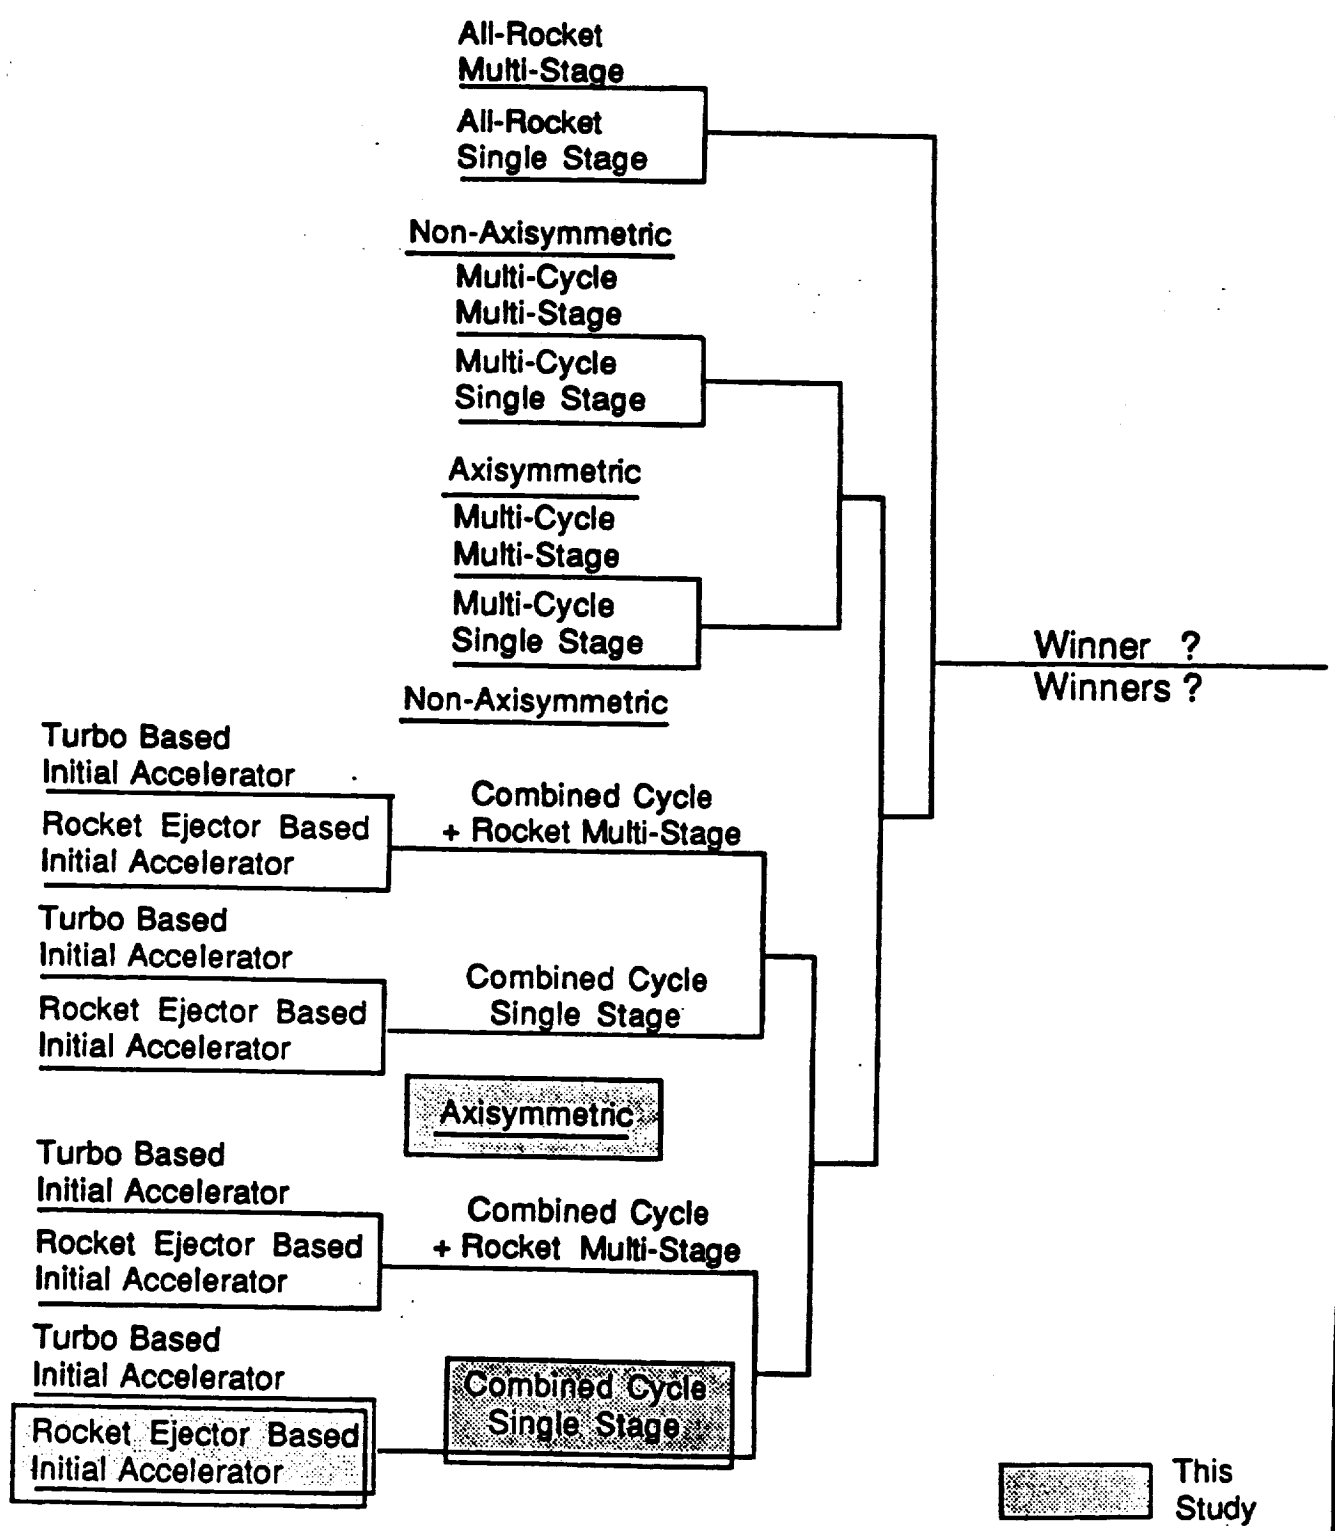 All-Rocket
Multi-Stage
All-Rocket
Single Stage
Non-Axisymmetric
Multi-Cycle
Multi-Stage
Multi-Cycle
Single Stage
Axisymmetric
Multi-Cycle
Multi-Stage
Multi-Cycle
Single Stage
Winner ?
Winners ?
Non-Axisymmetric
Turbo Based
Initial Accelerator
Rocket Ejector Based
Initial Accelerator
Combined Cycle
+ Rocket Multi-Stage
Turbo Based
Initial Accelerator
Rocket Ejector Based
Initial Accelerator
Combined Cycle
Single Stage
Axisymmetric
Turbo Based
Initial Accelerator
Rocket Ejector Based
Initial Accelerator
Combined Cycle
+ Rocket Multi-Stage
Turbo Based
Initial Accelerator
Rocket Ejector Based
Initial Accelerator
Combined Cycle
Single Stage
This
Study